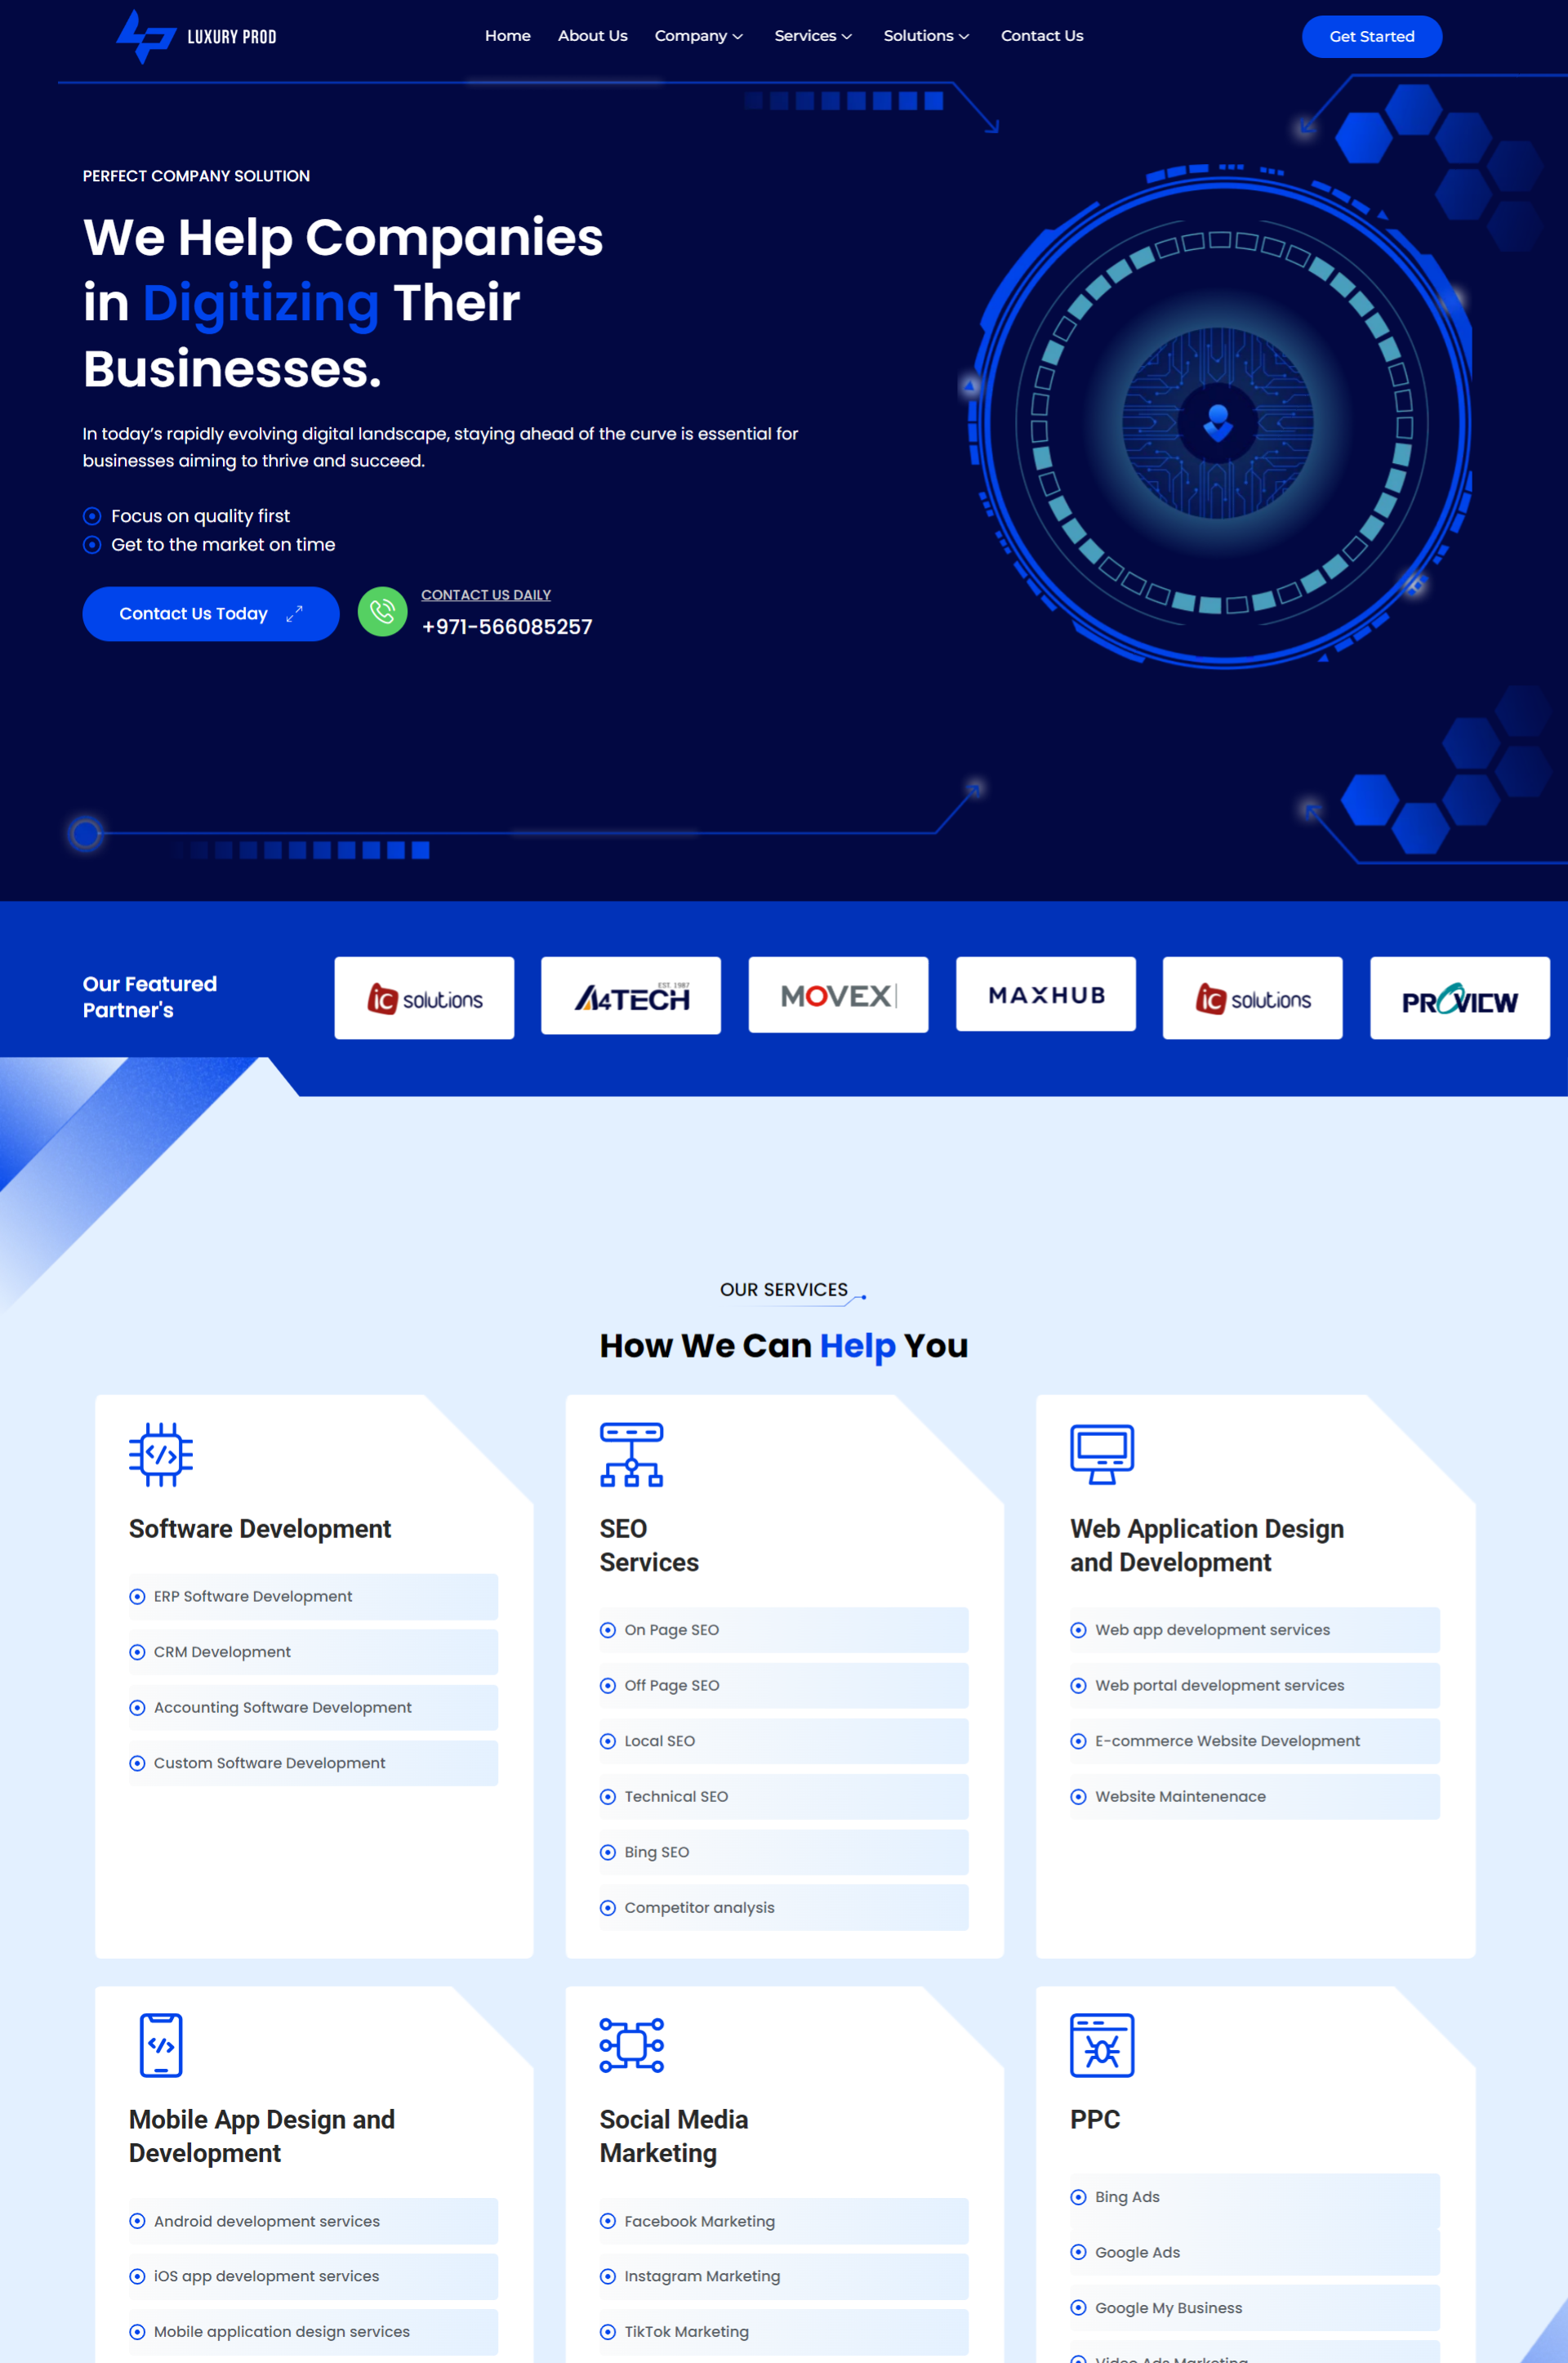 LUXURY PROD
Home
About Us
Company
Services
Solutions
Contact Us
Get Started
PERFECT COMPANY SOLUTION
We Help Companies
in Digitizing Their
Businesses.
In today’s rapidly evolving digital landscape, staying ahead of the curve is essential for
businesses aiming to thrive and succeed.
Focus on quality first
Get to the market on time
Contact Us Today
CONTACT US DAILY
+971-566085257
Our Featured
Partner's
ic solutions
EST. 1987
A4TECH
MOVEX
MAXHUB
ic solutions
PROVIEW
OUR SERVICES
How We Can Help You
Software Development
ERP Software Development
CRM Development
Accounting Software Development
Custom Software Development
SEO
Services
On Page SEO
Off Page SEO
Local SEO
Technical SEO
Bing SEO
Competitor analysis
Web Application Design
and Development
Web app development services
Web portal development services
E-commerce Website Development
Website Maintenenace
Mobile App Design and
Development
Android development services
iOS app development services
Mobile application design services
Social Media
Marketing
Facebook Marketing
Instagram Marketing
TikTok Marketing
PPC
Bing Ads
Google Ads
Google My Business
Video Ads Marketing